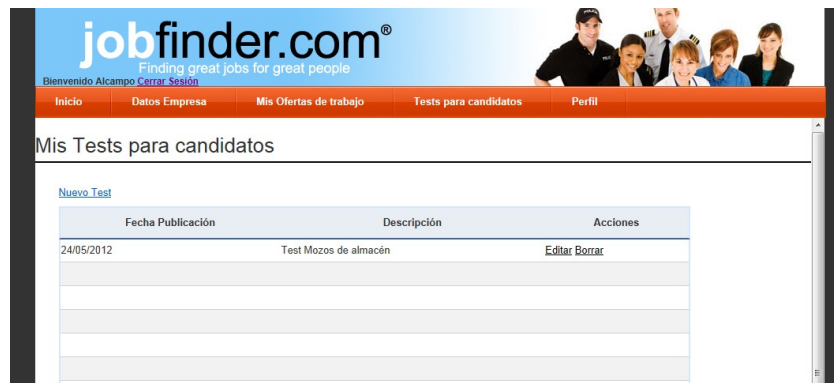 jobfinder.com®
Finding great jobs for great people
Bienvenido Alcampo Cerrar Sesión
Inicio Datos Empresa Mis Ofertas de trabajo Tests para candidatos Perfil
Mis Tests para candidatos
Nuevo Test
Fecha Publicación Descripción Acciones
24/05/2012 Test Mozos de almacén Editar Borrar